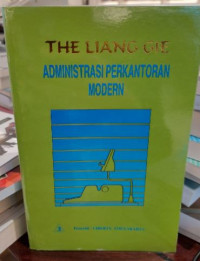 THE LIANG GIE
ADMINISTRASI PERKANTORAN
MODERN